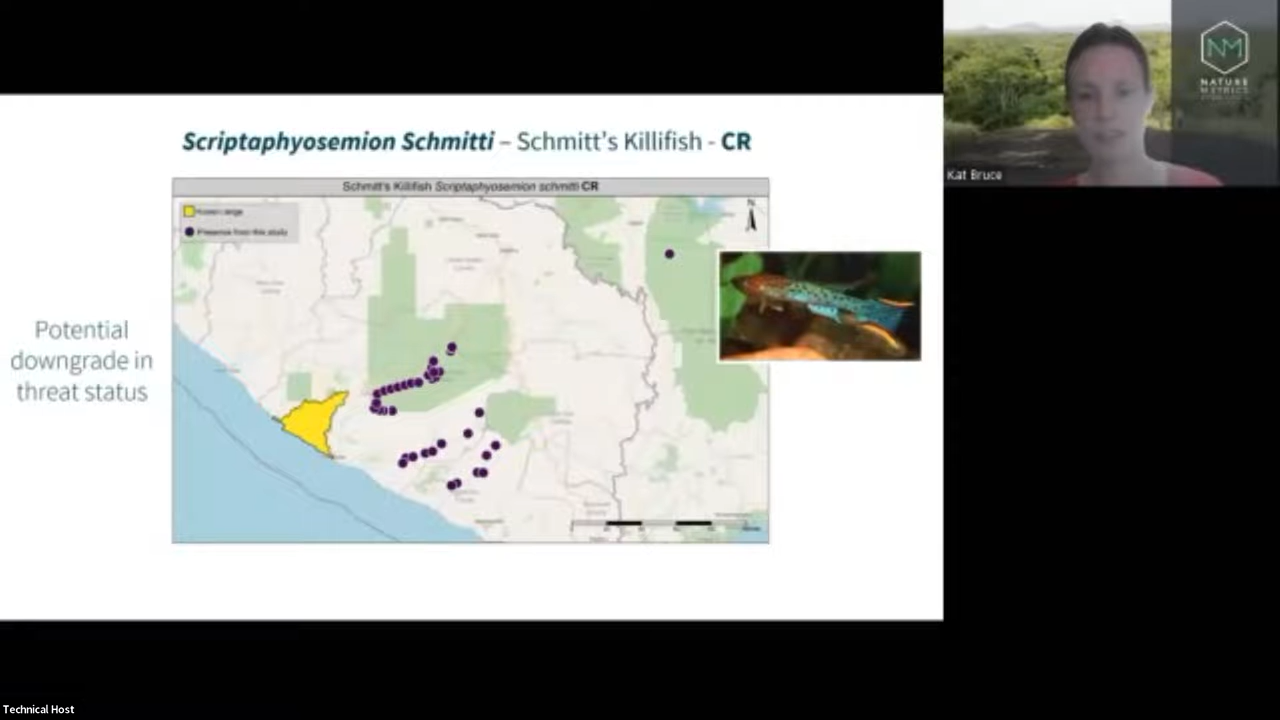 NM
NATURE
METRICS
Kat Bruce
Scriptaphyosemion Schmitti – Schmitt's Killifish - CR
Schmitt's Killifish Scriptaphyosemion schmitti CR
Known range
Presence from this study
N
Potential
downgrade in
threat status
Technical Host